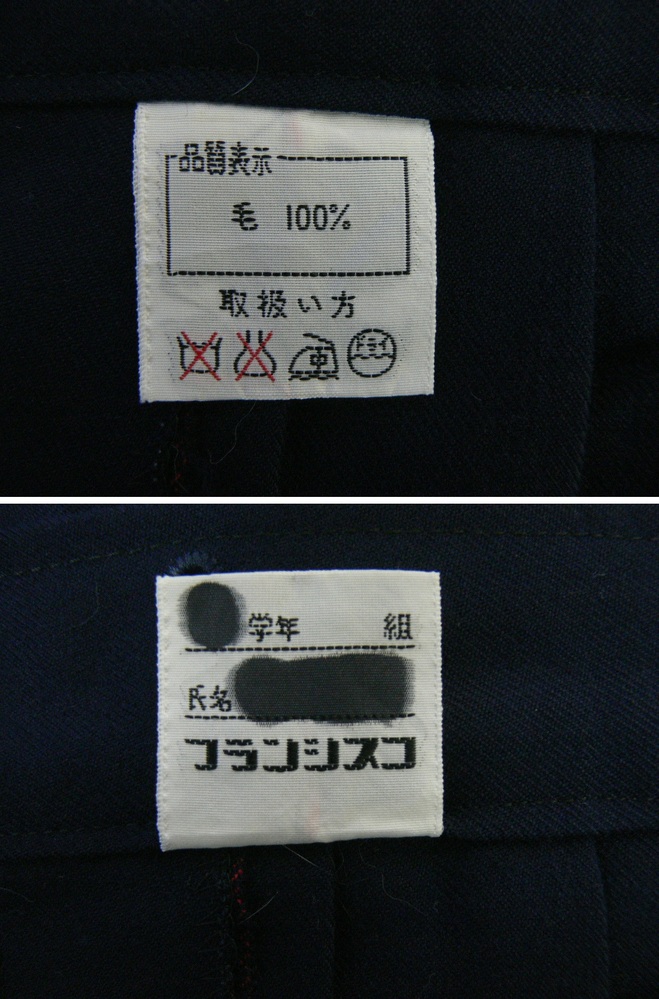 品質表示
毛 100%
取扱い方
中 ドライ
学年 組
氏名
フランシスコ